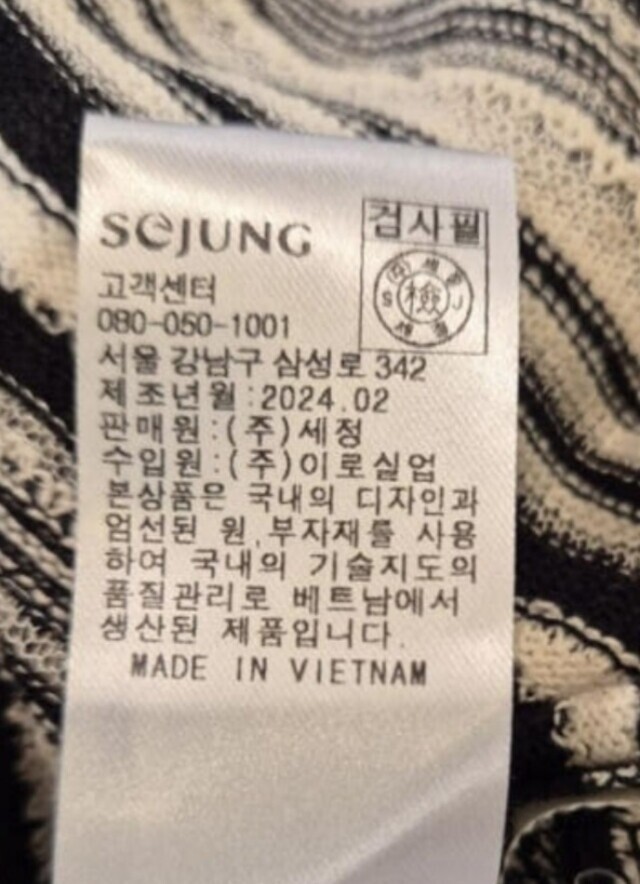 SEJUNG
검사필
檢
고객센터
080-050-1001
서울 강남구 삼성로 342
제조년월:2024.02
판매원:(주)세정
수입원:(주)이로실업
본상품은 국내의 디자인과
엄선된 원,부자재를 사용
하여 국내의 기술지도의
품질관리로 베트남에서
생산된 제품입니다.
MADE IN VIETNAM